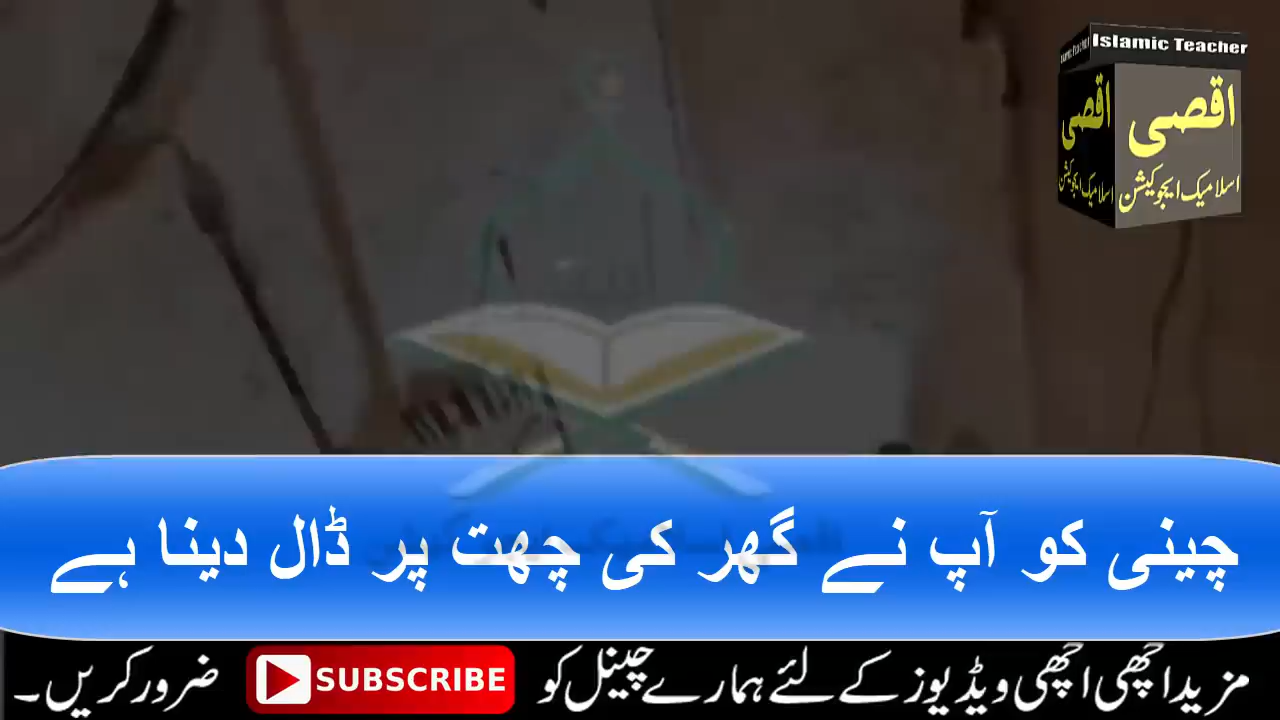 Islamic Teacher
اقصی
اسلامیک ایجوکیشن
اقصی
اسلامیک ایجوکیشن
چینی کو آپ نے گھر کی چھت پر ڈال دینا ہے
مزید اچھی اچھی ویڈیوز کے لئے ہمارے چینل کو SUBSCRIBE ضرور کریں۔